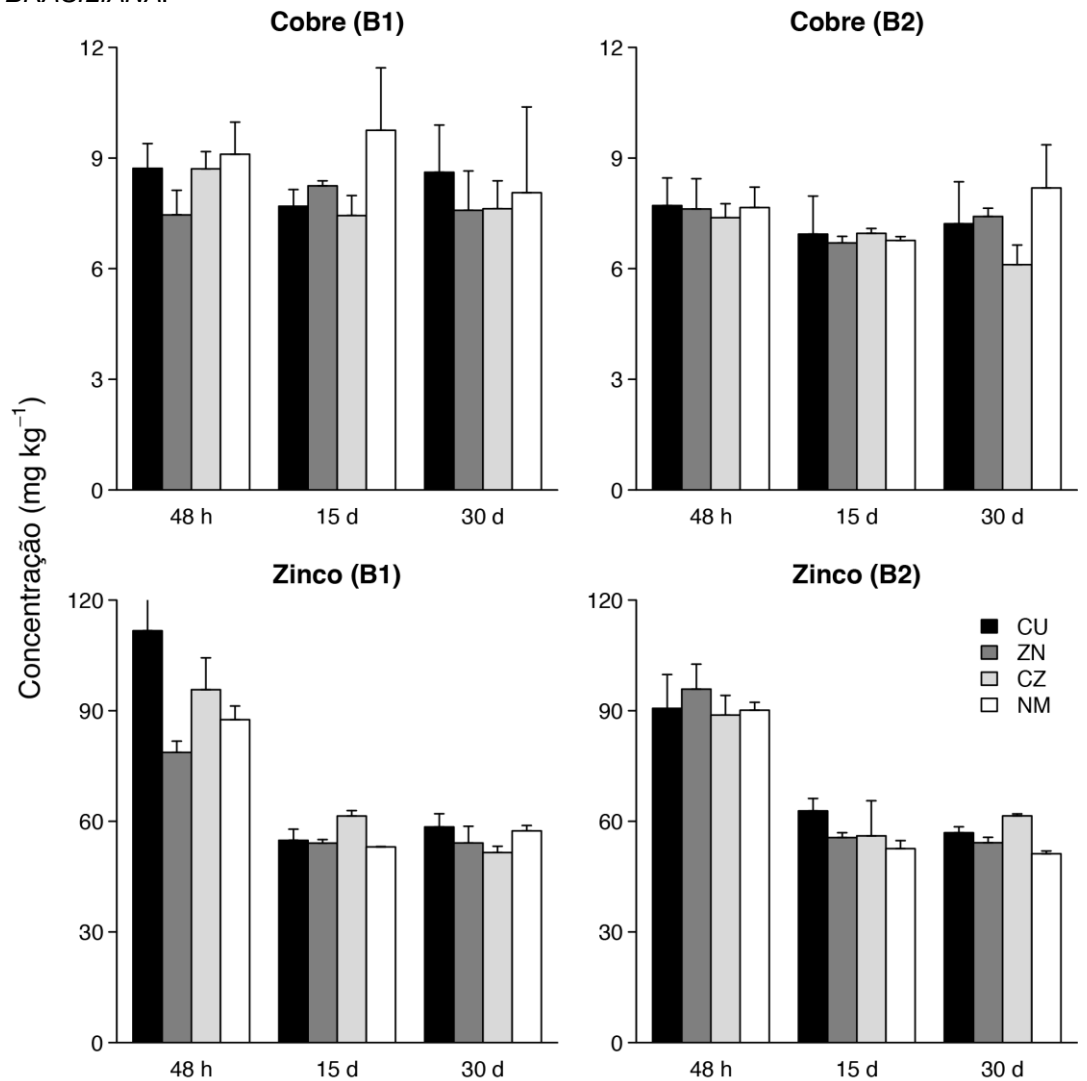 BRASILIANA.
Cobre (B1)
Cobre (B2)
12
9
6
3
0
48 h
15 d
30 d
12
9
6
3
0
48 h
15 d
30 d
Concentração (mg kg⁻¹)
Zinco (B1)
Zinco (B2)
120
90
60
30
0
48 h
15 d
30 d
120
90
60
30
0
48 h
15 d
30 d
CU
ZN
CZ
NM